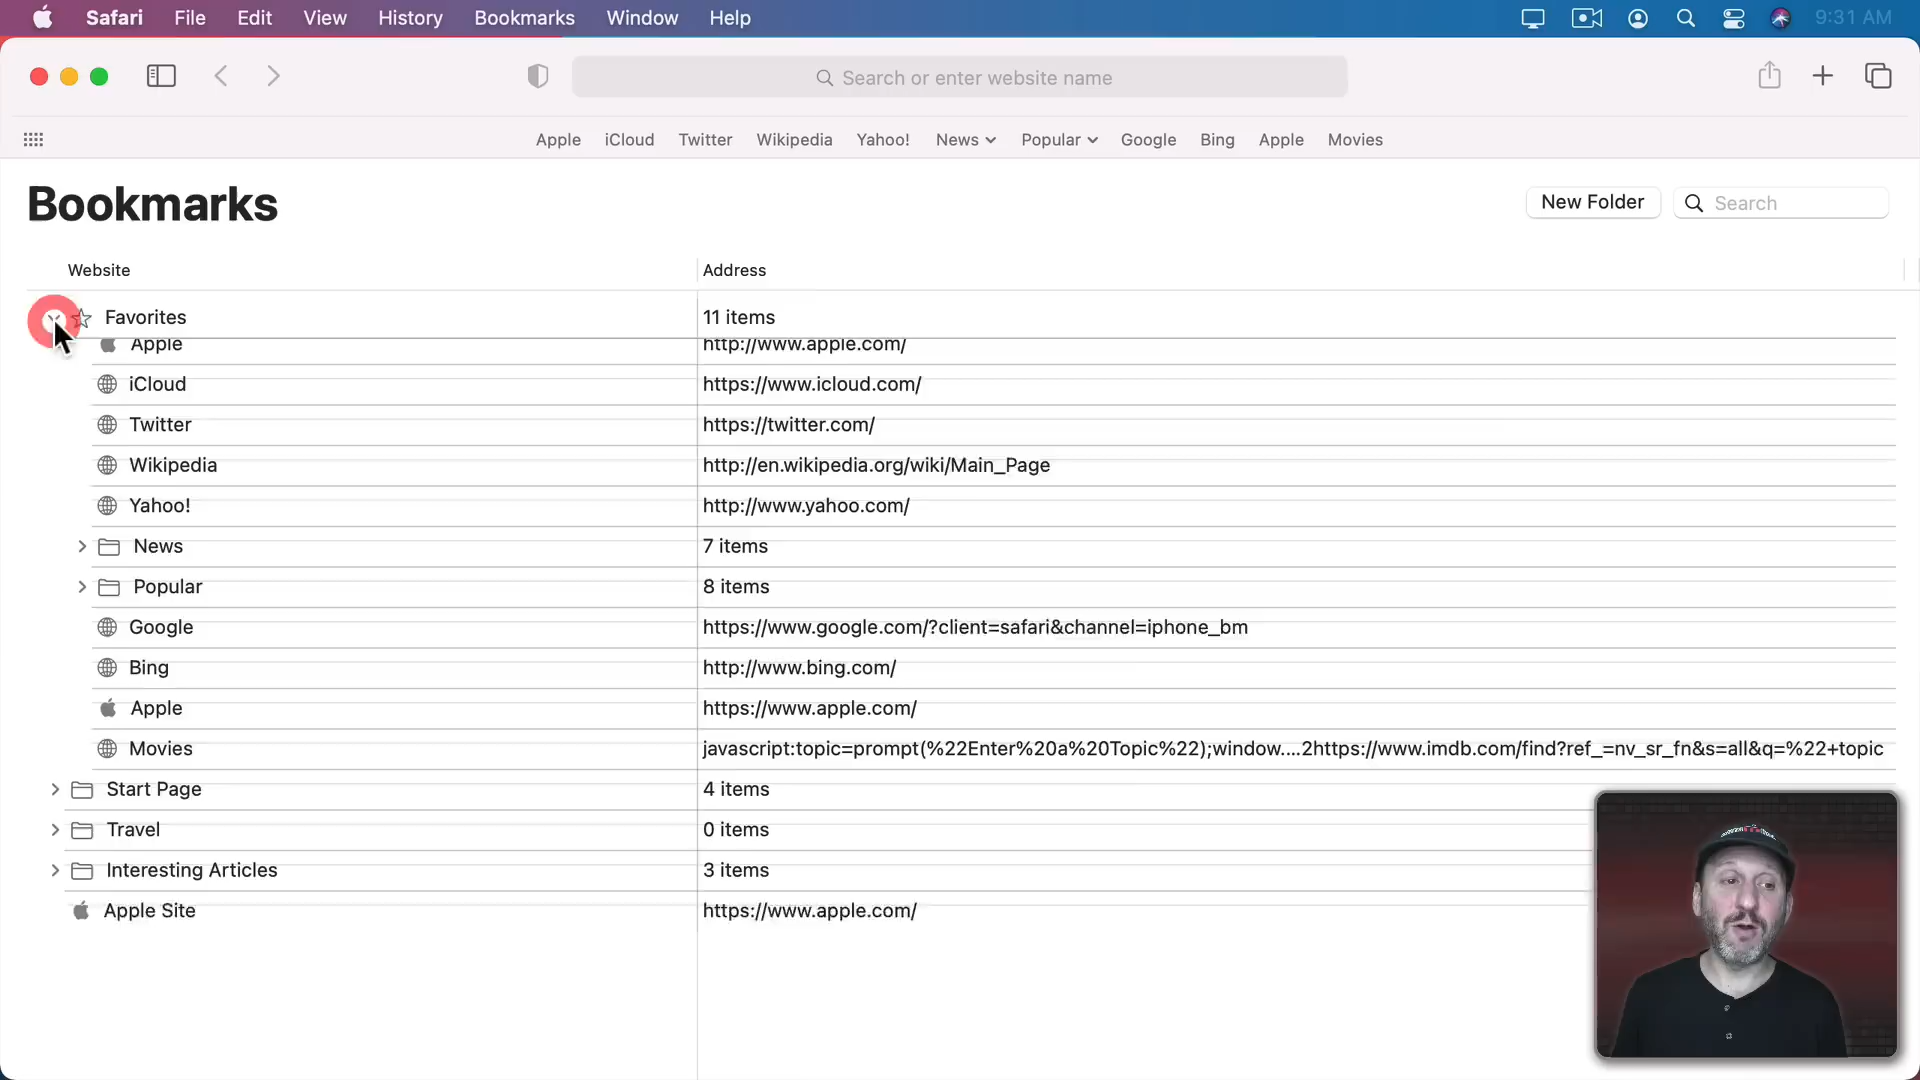 Safari File Edit View History Bookmarks Window Help 9:31 AM
Search or enter website name
Apple iCloud Twitter Wikipedia Yahoo! News Popular Google Bing Apple Movies
Bookmarks
New Folder Search
Website Address
Favorites 11 items
Apple http://www.apple.com/
iCloud https://www.icloud.com/
Twitter https://twitter.com/
Wikipedia http://en.wikipedia.org/wiki/Main_Page
Yahoo! http://www.yahoo.com/
News 7 items
Popular 8 items
Google https://www.google.com/?client=safari&channel=iphone_bm
Bing http://www.bing.com/
Apple https://www.apple.com/
Movies javascript:topic=prompt(%22Enter%20a%20Topic%22);window....2https://www.imdb.com/find?ref_=nv_sr_fn&s=all&q=%22+topic
Start Page 4 items
Travel 0 items
Interesting Articles 3 items
Apple Site https://www.apple.com/